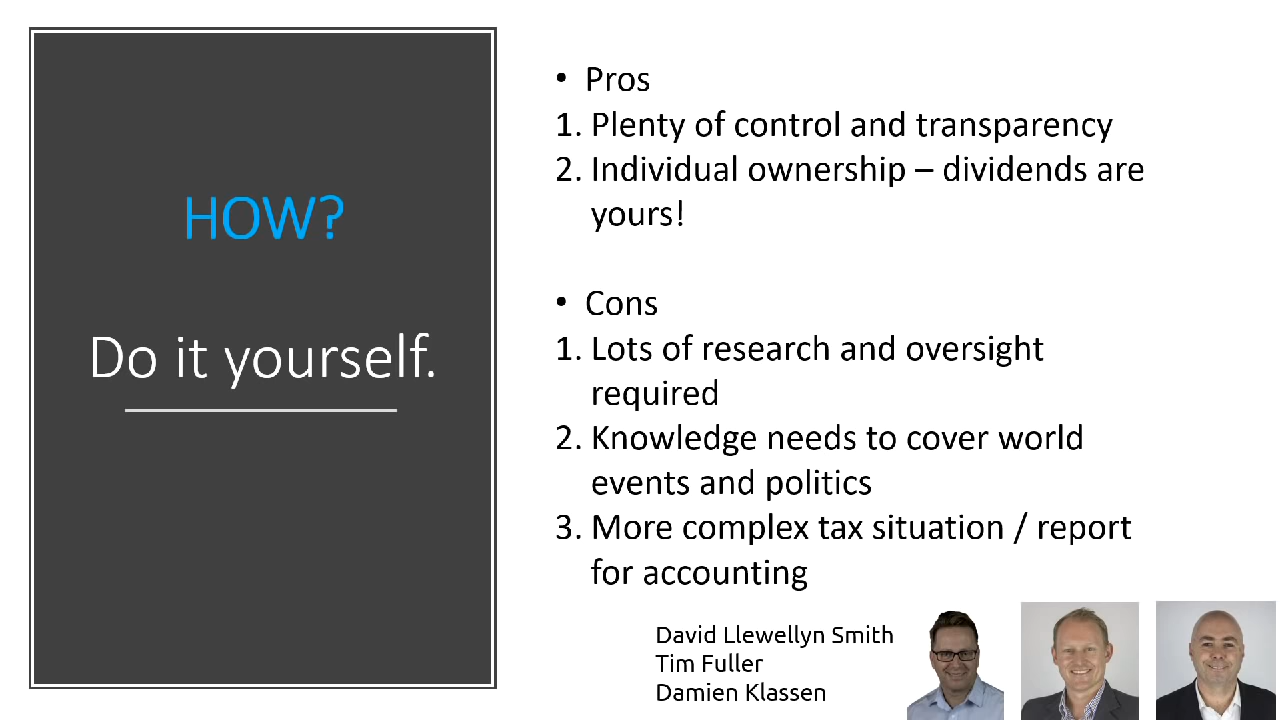 HOW?
Do it yourself.
• Pros
1. Plenty of control and transparency
2. Individual ownership – dividends are
yours!
• Cons
1. Lots of research and oversight
required
2. Knowledge needs to cover world
events and politics
3. More complex tax situation / report
for accounting
David Llewellyn Smith
Tim Fuller
Damien Klassen